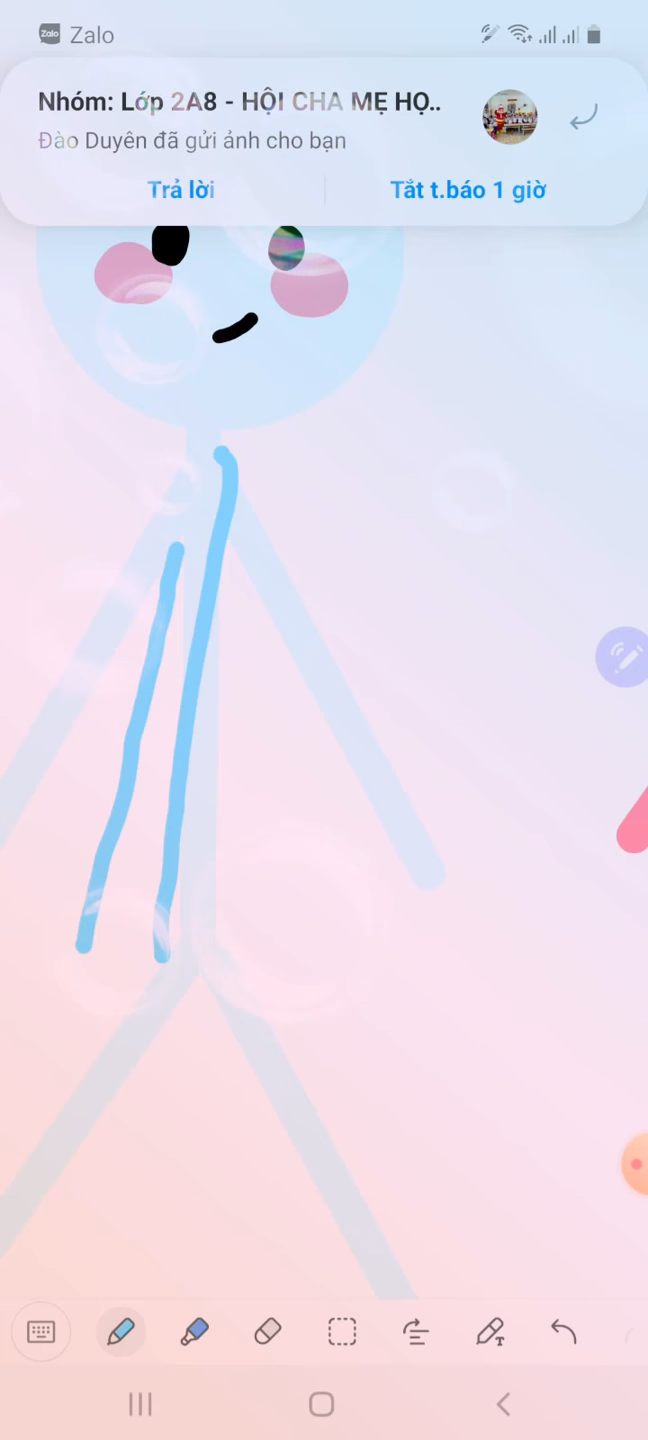 Zalo
Nhóm: Lớp 2A8 - HỘI CHA MẸ HỌ..
Đào Duyên đã gửi ảnh cho bạn
Trả lời
Tắt t.báo 1 giờ